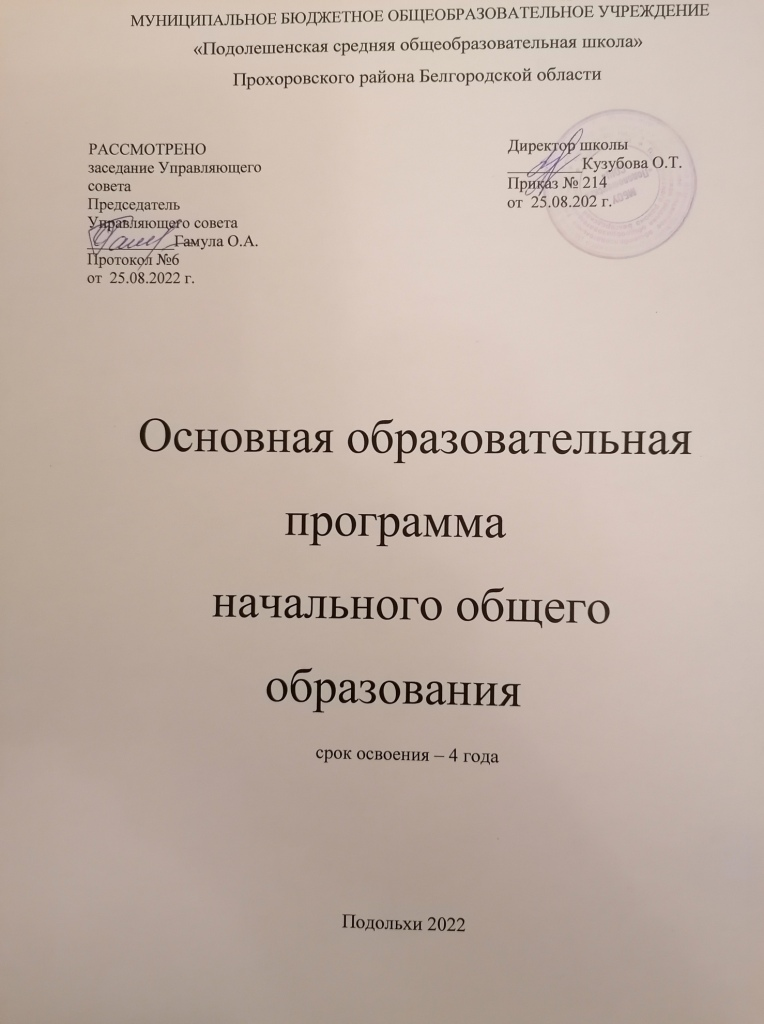 МУНИЦИПАЛЬНОЕ БЮДЖЕТНОЕ ОБЩЕОБРАЗОВАТЕЛЬНОЕ УЧРЕЖДЕНИЕ
«Подолешенская средняя общеобразовательная школа»
Прохоровского района Белгородской области
РАССМОТРЕНО
заседание Управляющего
совета
Председатель
Управляющего совета
Гамула О.А.
Протокол №6
от 25.08.2022 г.
Директор школы
Кузубова О.Т.
Приказ № 214
от 25.08.202 г.
Основная образовательная
программа
начального общего
образования
срок освоения – 4 года
Подольхи 2022